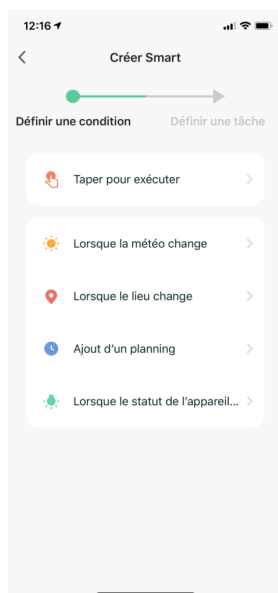 12:16
Créer Smart
Définir une condition
Définir une tâche
Taper pour exécuter
Lorsque la météo change
Lorsque le lieu change
Ajout d'un planning
Lorsque le statut de l'appareil...